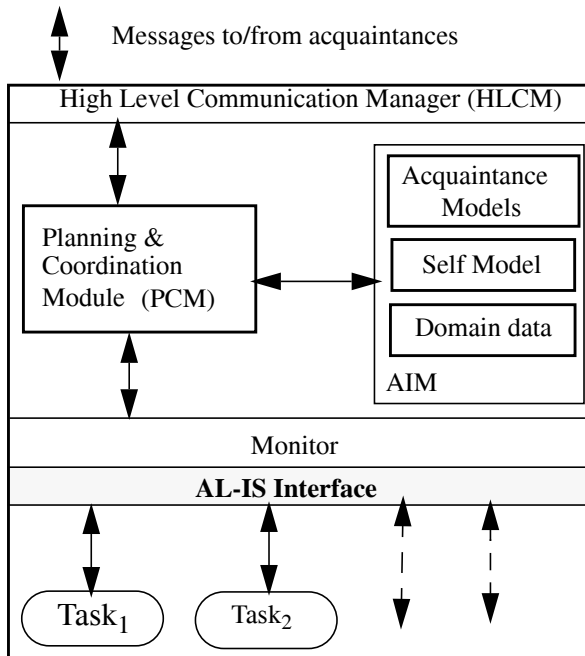 Messages to/from acquaintances
High Level Communication Manager (HLCM)
Planning &
Coordination
Module (PCM)
Acquaintance
Models
Self Model
Domain data
AIM
Monitor
AL-IS Interface
Task1
Task2